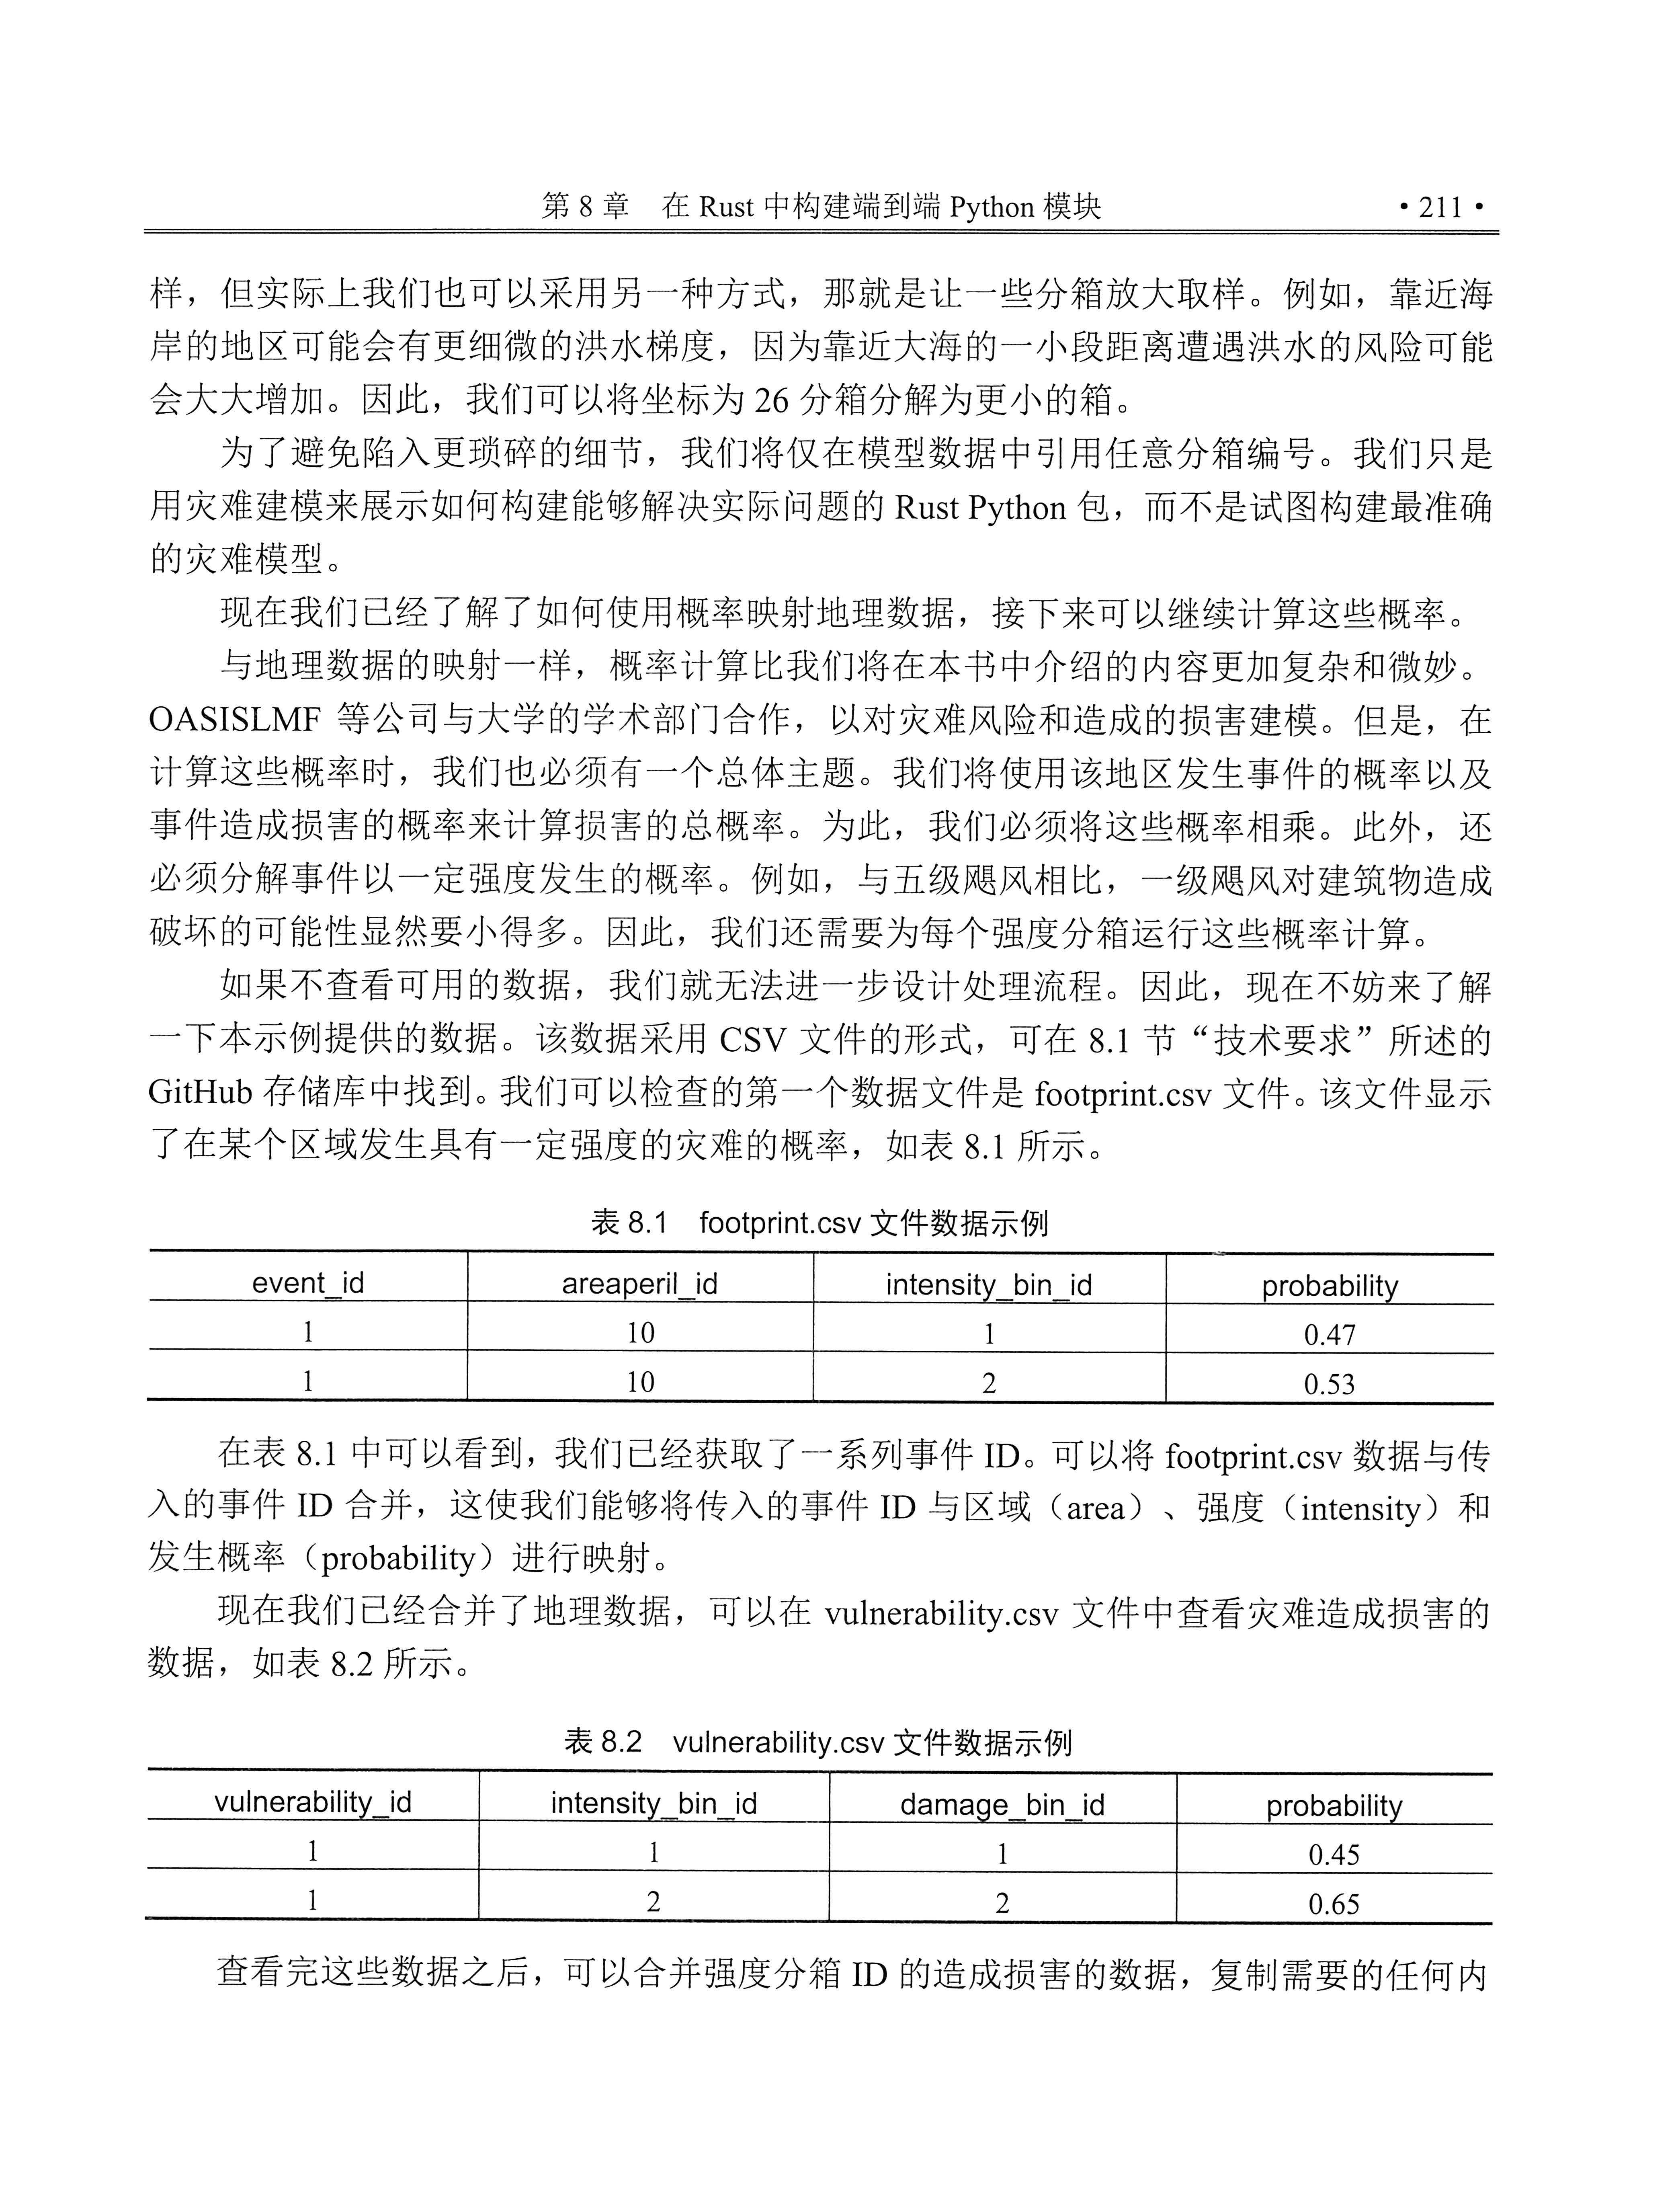 第 8 章　在 Rust 中构建端到端 Python 模块　• 211 •
样，但实际上我们也可以采用另一种方式，那就是让一些分箱放大取样。例如，靠近海
岸的地区可能会有更细微的洪水梯度，因为靠近大海的一小段距离遭遇洪水的风险可能
会大大增加。因此，我们可以将坐标为 26 分箱分解为更小的箱。
为了避免陷入更琐碎的细节，我们将仅在模型数据中引用任意分箱编号。我们只是
用灾难建模来展示如何构建能够解决实际问题的 Rust Python 包，而不是试图构建最准确
的灾难模型。
现在我们已经了解了如何使用概率映射地理数据，接下来可以继续计算这些概率。
与地理数据的映射一样，概率计算比我们将在本书中介绍的内容更加复杂和微妙。
OASISLMF 等公司与大学的学术部门合作，以对灾难风险和造成的损害建模。但是，在
计算这些概率时，我们也必须有一个总体主题。我们将使用该地区发生事件的概率以及
事件造成损害的概率来计算损害的总概率。为此，我们必须将这些概率相乘。此外，还
必须分解事件以一定强度发生的概率。例如，与五级飓风相比，一级飓风对建筑物造成
破坏的可能性显然要小得多。因此，我们还需要为每个强度分箱运行这些概率计算。
如果不查看可用的数据，我们就无法进一步设计处理流程。因此，现在不妨来了解
一下本示例提供的数据。该数据采用 CSV 文件的形式，可在 8.1 节“技术要求”所述的
GitHub 存储库中找到。我们可以检查的第一个数据文件是 footprint.csv 文件。该文件显示
了在某个区域发生具有一定强度的灾难的概率，如表 8.1 所示。
表 8.1　footprint.csv 文件数据示例
event_id　areaperil_id　intensity_bin_id　probability
1　10　1　0.47
1　10　2　0.53
在表 8.1 中可以看到，我们已经获取了一系列事件 ID。可以将 footprint.csv 数据与传
入的事件 ID 合并，这使我们能够将传入的事件 ID 与区域（area）、强度（intensity）和
发生概率（probability）进行映射。
现在我们已经合并了地理数据，可以在 vulnerability.csv 文件中查看灾难造成损害的
数据，如表 8.2 所示。
表 8.2　vulnerability.csv 文件数据示例
vulnerability_id　intensity_bin_id　damage_bin_id　probability
1　1　1　0.45
1　2　2　0.65
查看完这些数据之后，可以合并强度分箱 ID 的造成损害的数据，复制需要的任何内